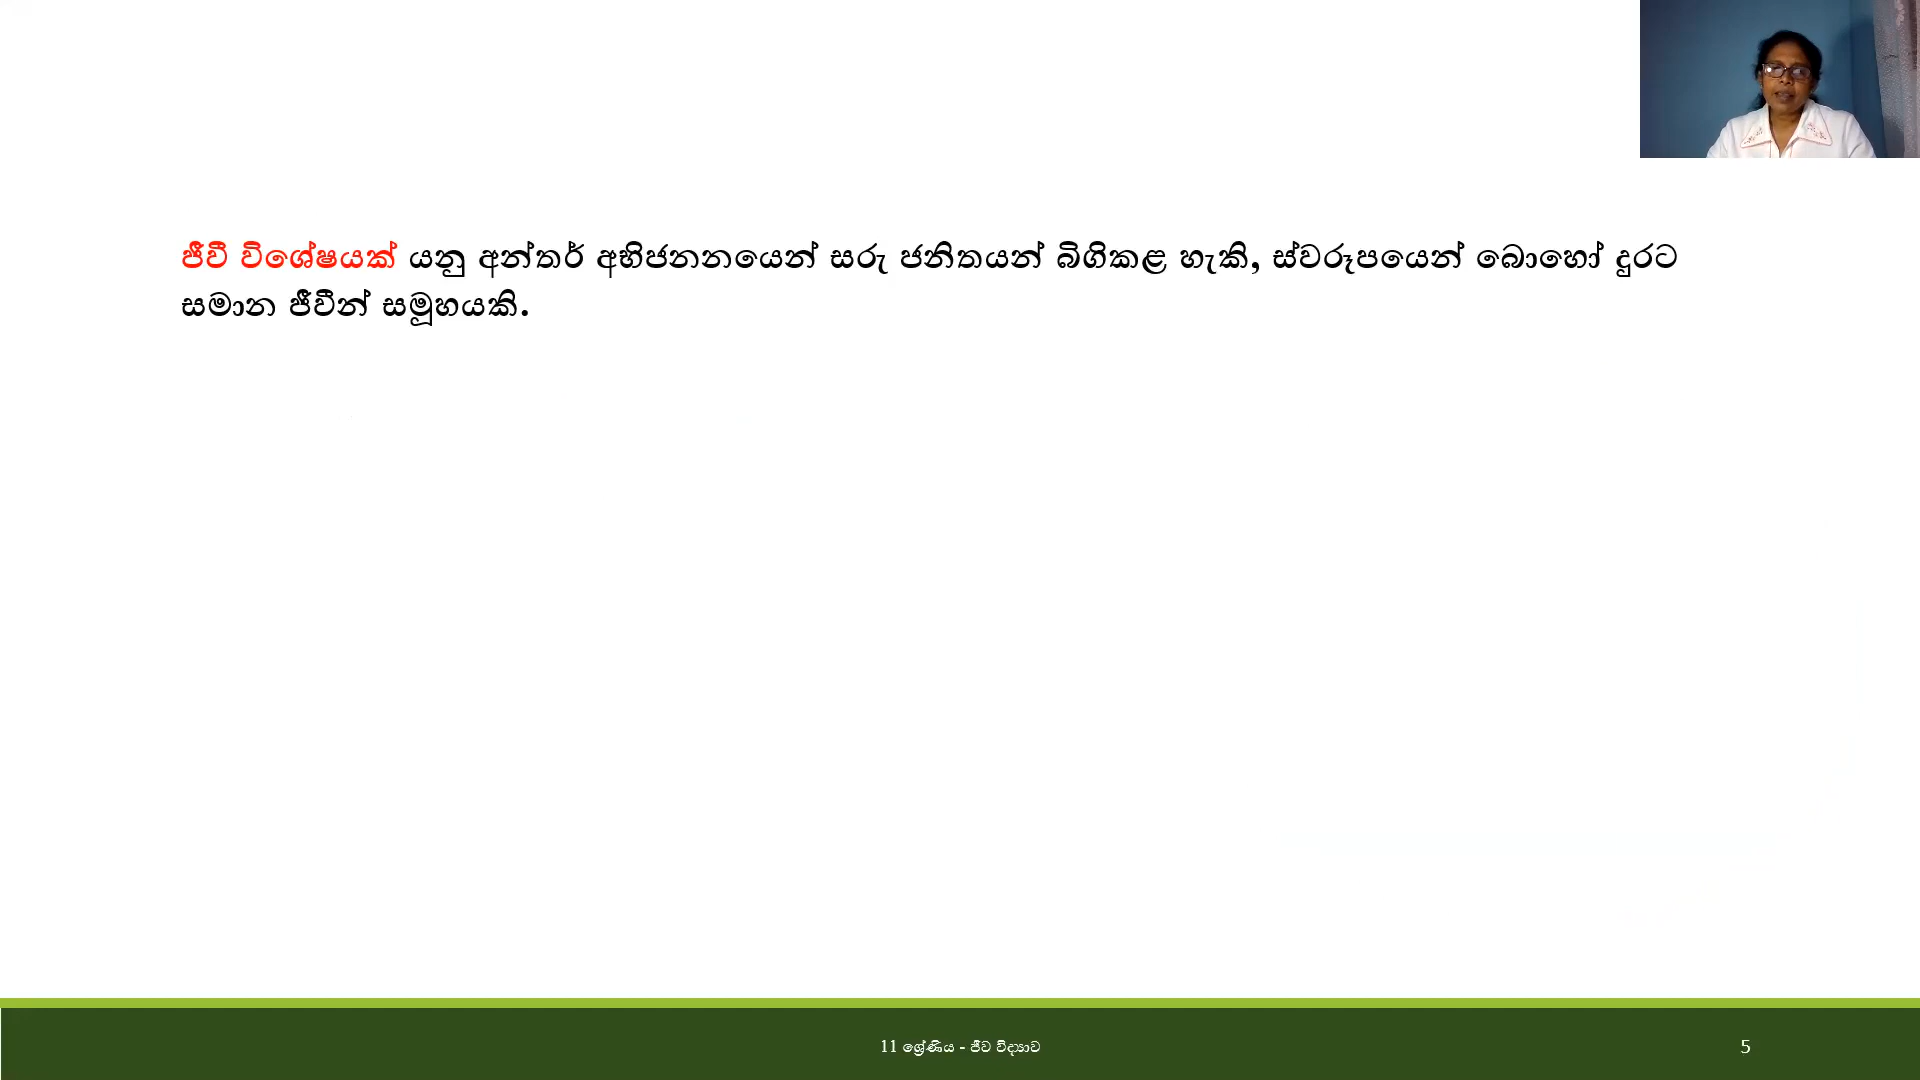 ජීවී විශේෂයක් යනු අන්තර් අභිජනනයෙන් සරු ජනිතයන් බිගිකළ හැකි, ස්වරූපයෙන් බොහෝ දුරට
සමාන ජීවීන් සමූහයකි.
11 ශ්‍රේණිය - ජීව විද්‍යාව
5